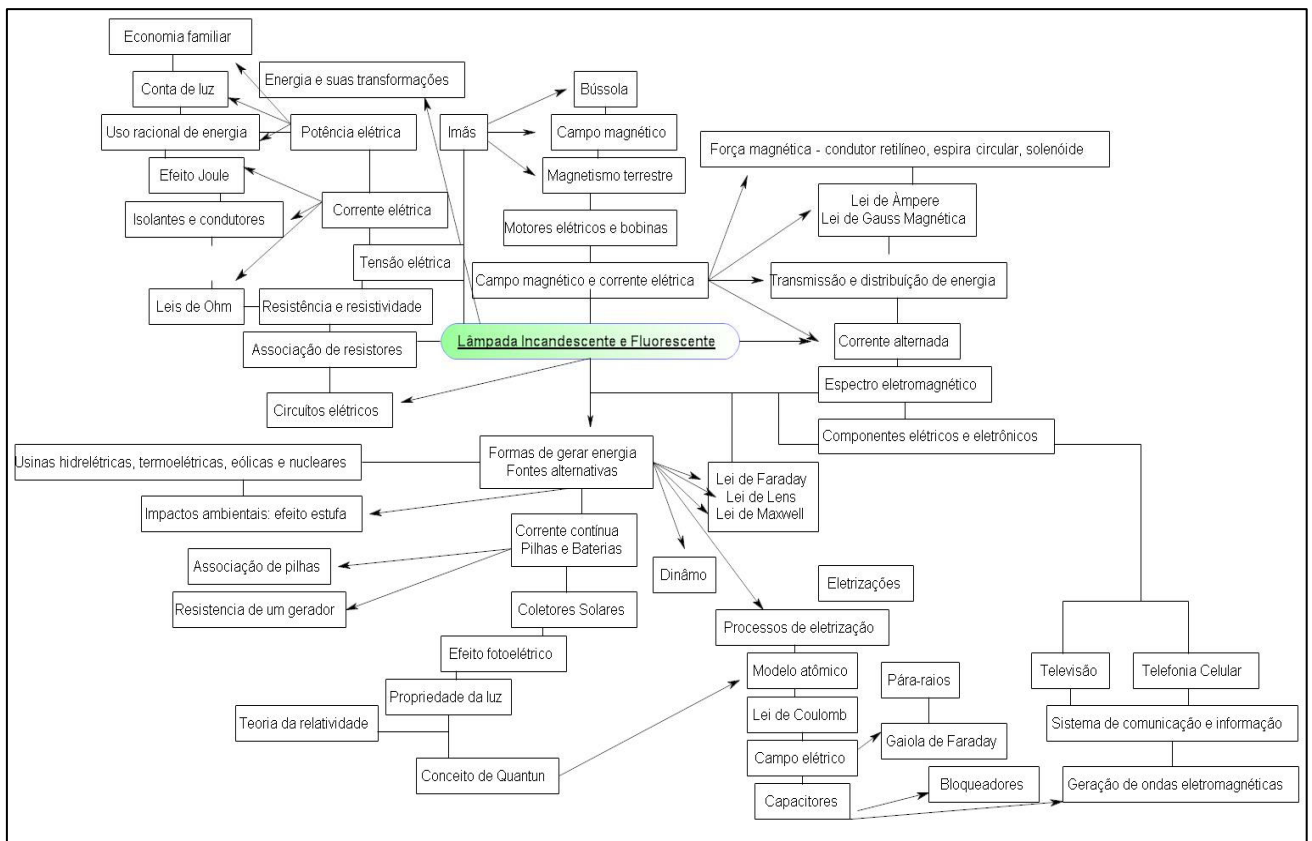 Economia familiar
Energia e suas transformações
Conta de luz
Bússola
Uso racional de energia
Potência elétrica
Imãs
Campo magnético
Força magnética - condutor retilíneo, espira circular, solenóide
Efeito Joule
Magnetismo terrestre
Isolantes e condutores
Corrente elétrica
Lei de Àmpere
Lei de Gauss Magnética
Motores elétricos e bobinas
Tensão elétrica
Campo magnético e corrente elétrica
Transmissão e distribuíção de energia
Leis de Ohm
Resistência e resistividade
Lâmpada Incandescente e Fluorescente
Corrente alternada
Associação de resistores
Espectro eletromagnético
Circuítos elétricos
Componentes elétricos e eletrônicos
Usinas hidrelétricas, termoelétricas, eólicas e nucleares
Formas de gerar energia
Fontes alternativas
Lei de Faraday
Lei de Lens
Lei de Maxwell
Impactos ambientais: efeito estufa
Corrente contínua
Pilhas e Baterias
Associação de pilhas
Dinâmo
Eletrizações
Resistencia de um gerador
Coletores Solares
Processos de eletrização
Efeito fotoelétrico
Modelo atômico
Televisão
Telefonia Celular
Propriedade da luz
Pára-raios
Teoria da relatividade
Lei de Coulomb
Sistema de comunicação e informação
Gaiola de Faraday
Campo elétrico
Conceito de Quantun
Bloqueadores
Geração de ondas eletromagnéticas
Capacitores